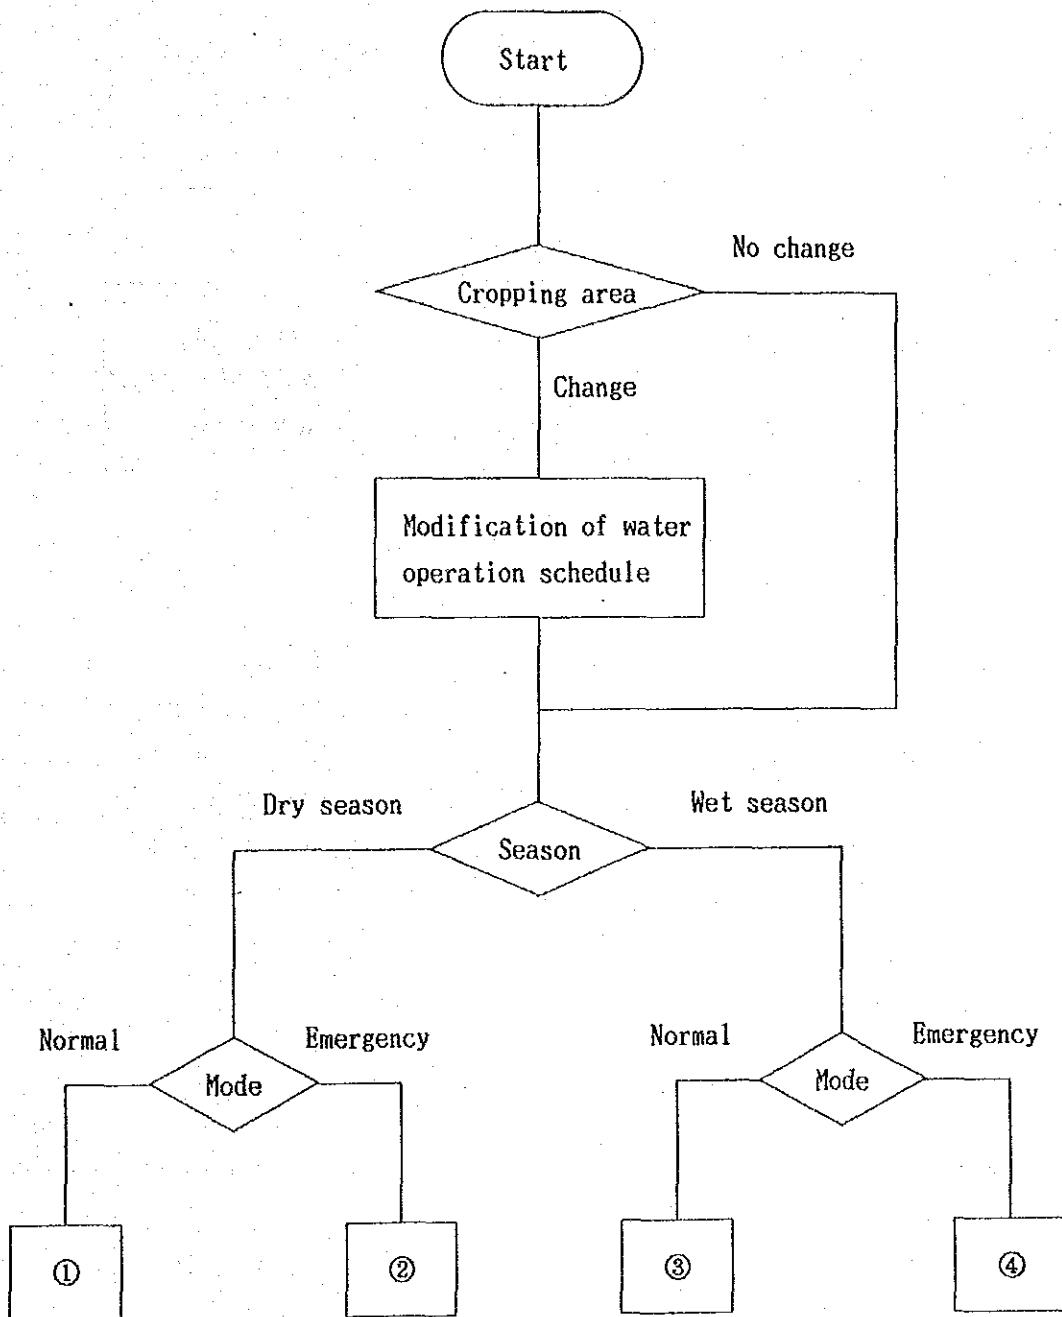 Start
No change
Cropping area
Change
Modification of water
operation schedule
Dry season
Wet season
Season
Normal
Emergency
Normal
Emergency
Mode
Mode
①
②
③
④